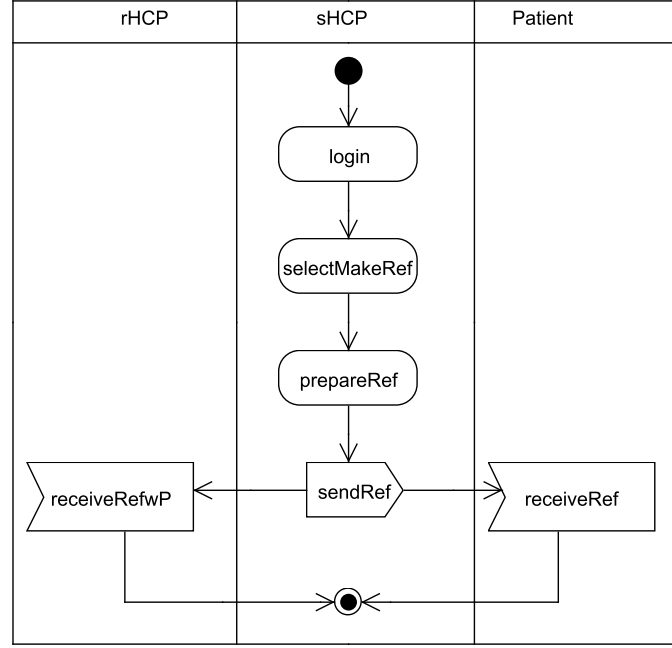 rHCP
sHCP
Patient
login
selectMakeRef
prepareRef
receiveRefwP
sendRef
receiveRef